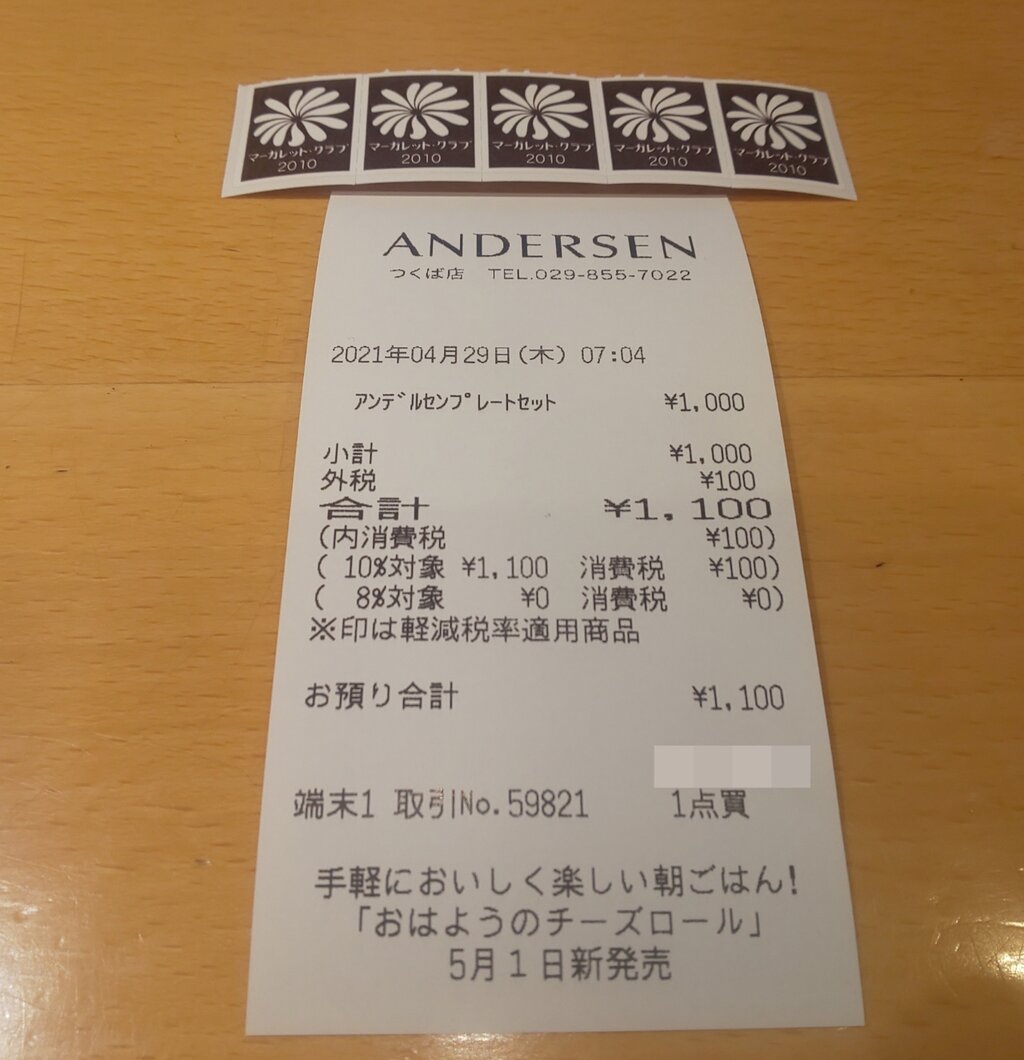 マーガレット・クラブ 2010
マーガレット・クラブ 2010
マーガレット・クラブ 2010
マーガレット・クラブ 2010
マーガレット・クラブ 2010
ANDERSEN
つくば店 TEL.029-855-7022
2021年04月29日(木) 07:04
ｱﾝﾃﾞﾙｾﾝﾌﾟﾚｰﾄｾｯﾄ ¥1,000
小計 ¥1,000
外税 ¥100
合計 ¥1,100
(内消費税 ¥100)
( 10%対象 ¥1,100 消費税 ¥100)
( 8%対象 ¥0 消費税 ¥0)
※印は軽減税率適用商品
お預り合計 ¥1,100
端末1 取引No.59821 1点買
手軽においしく楽しい朝ごはん!
「おはようのチーズロール」
5月1日新発売